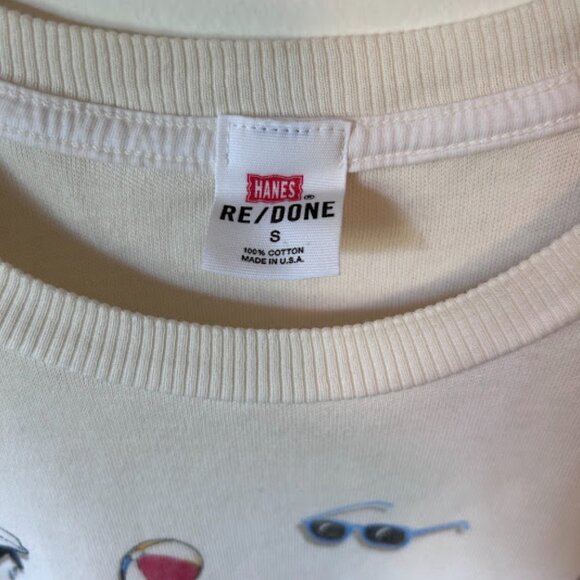 HANES ®
RE/DONE
S
100% COTTON
MADE IN U.S.A.